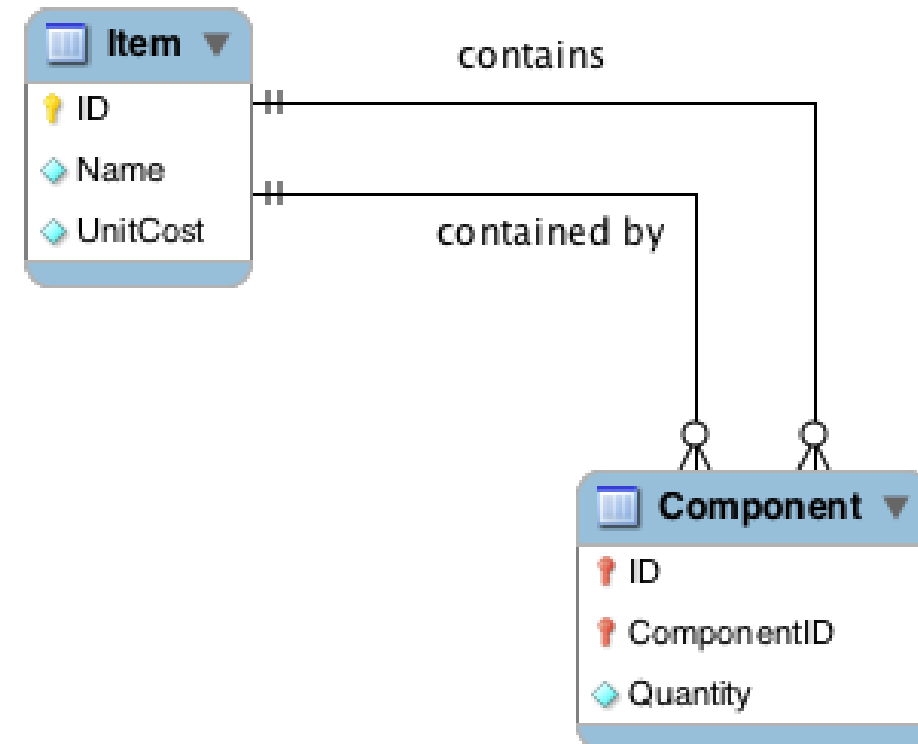 Item
ID
Name
UnitCost
contains
contained by
Component
ID
ComponentID
Quantity